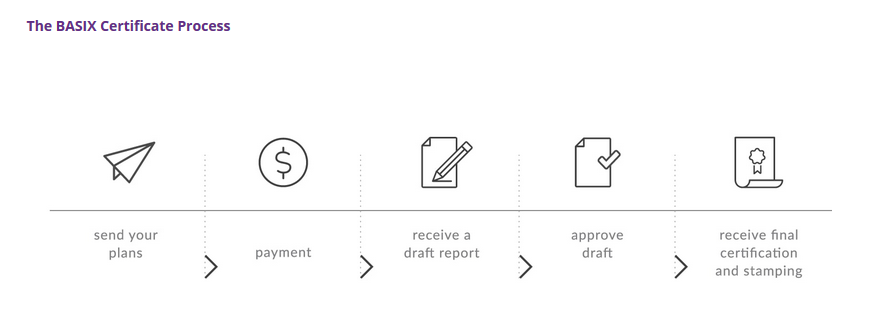 The BASIX Certificate Process
$
send your
plans
payment
receive a
draft report
approve
draft
receive final
certification
and stamping